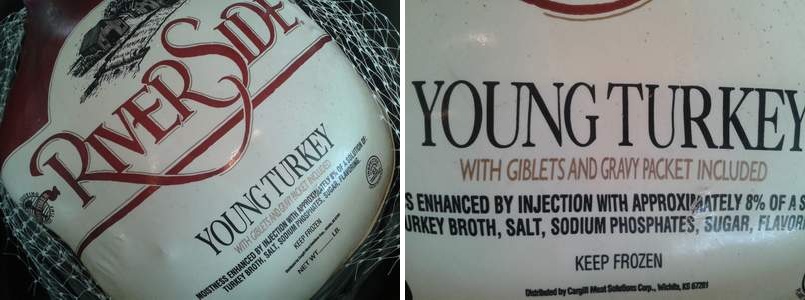 RIVERSIDE
YOUNG TURKEY
WITH GIBLETS AND GRAVY PACKET INCLUDED
MOISTNESS ENHANCED BY INJECTION WITH APPROXIMATELY 8% OF A SOLUTION OF:
TURKEY BROTH, SALT, SODIUM PHOSPHATES, SUGAR, FLAVORING.
KEEP FROZEN
NET WT. LB.
YOUNG TURKEY
WITH GIBLETS AND GRAVY PACKET INCLUDED
S ENHANCED BY INJECTION WITH APPROXIMATELY 8% OF A S
URKEY BROTH, SALT, SODIUM PHOSPHATES, SUGAR, FLAVOR
KEEP FROZEN
Distributed by Cargill Meat Solutions Corp., Wichita, KS 67201